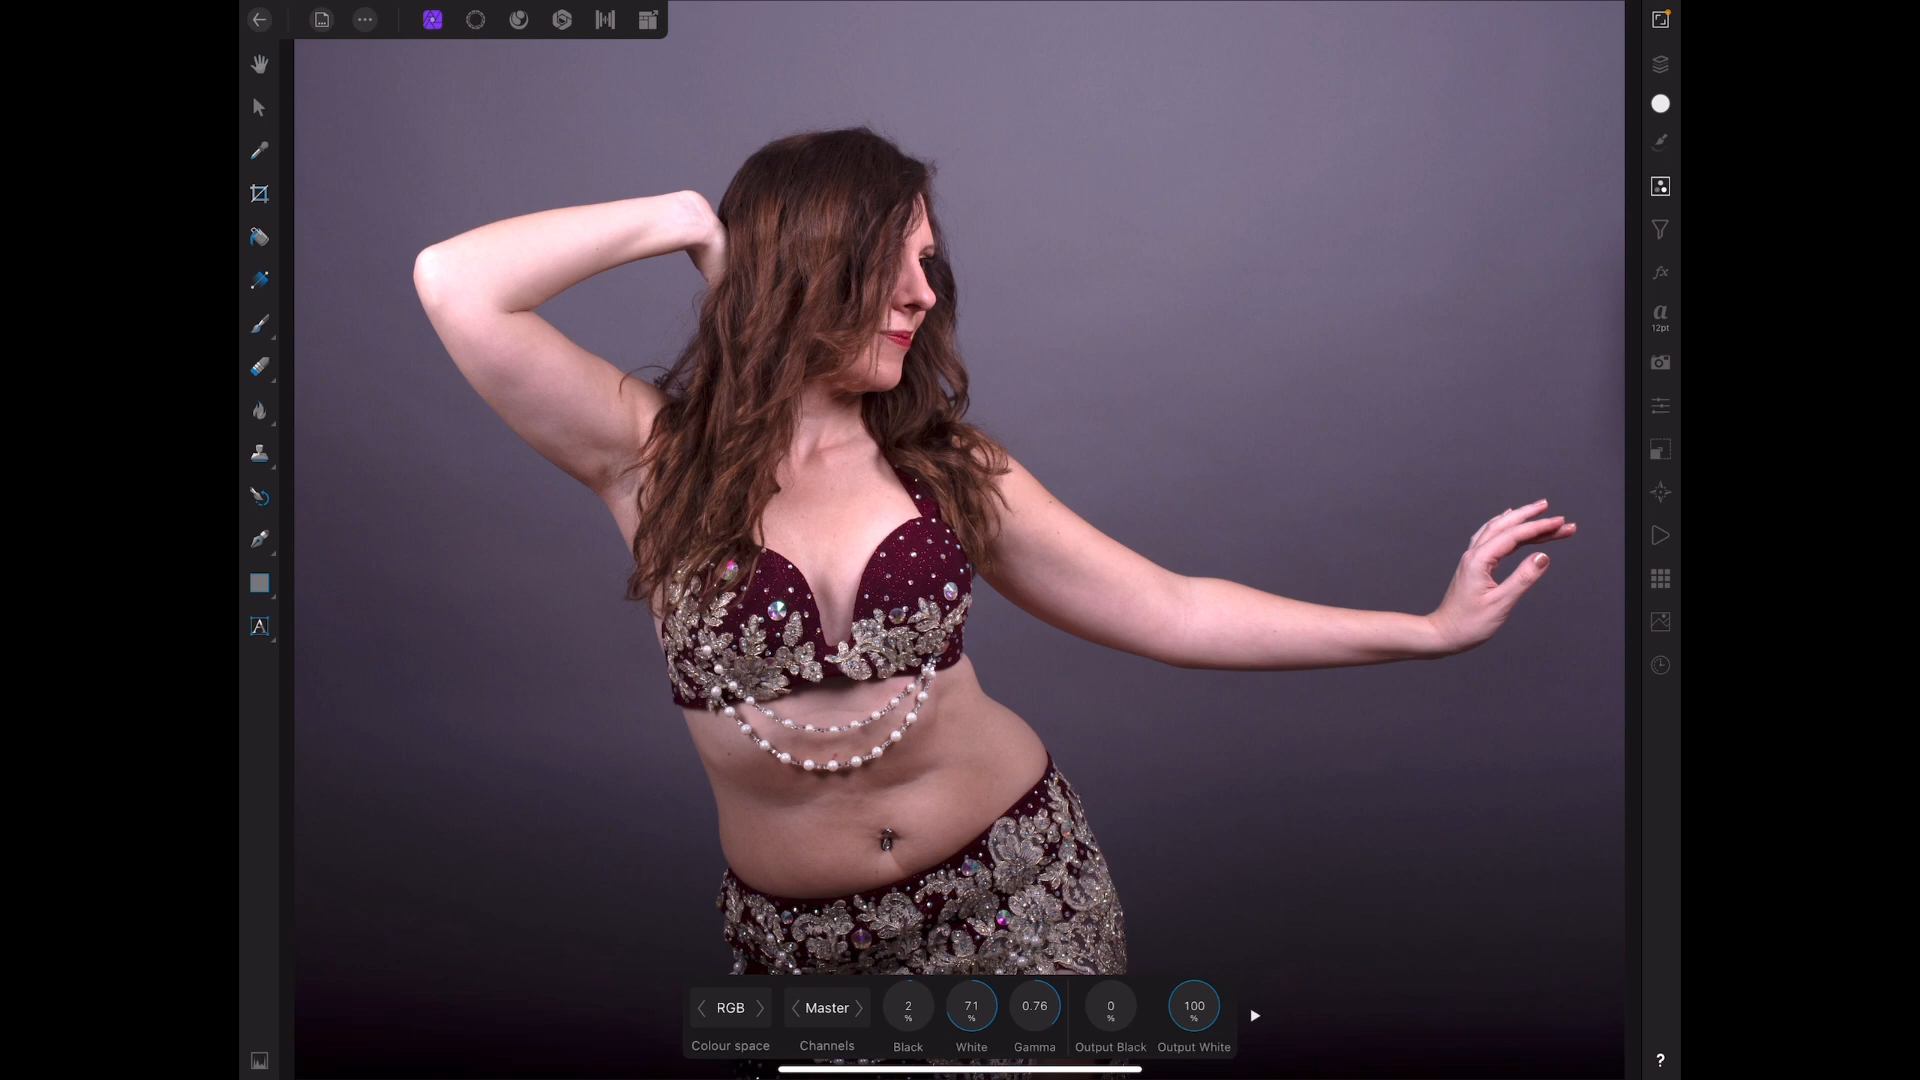 a
12pt
A
RGB
Master
2
%
71
%
0.76
0
%
100
%
Colour space
Channels
Black
White
Gamma
Output Black
Output White
?